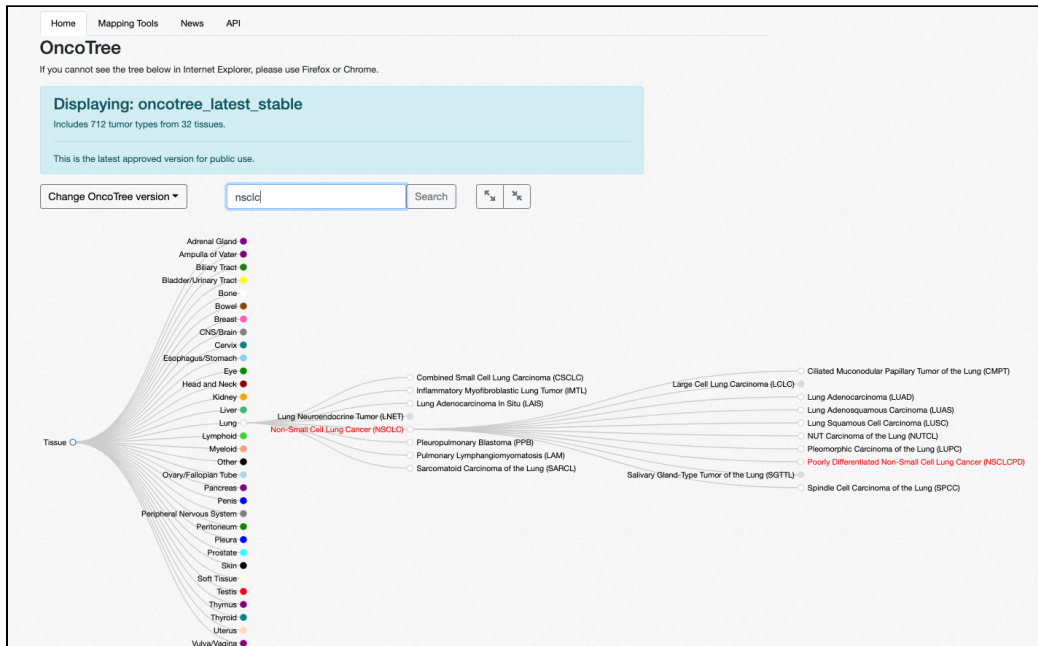 Home Mapping Tools News API
OncoTree
If you cannot see the tree below in Internet Explorer, please use Firefox or Chrome.
Displaying: oncotree_latest_stable
Includes 712 tumor types from 32 tissues.
This is the latest approved version for public use.
Change OncoTree version nsclc Search
Tissue
Adrenal Gland
Ampulla of Vater
Biliary Tract
Bladder/Urinary Tract
Bone
Bowel
Breast
CNS/Brain
Cervix
Esophagus/Stomach
Eye
Head and Neck
Kidney
Liver
Lung
Lymphoid
Myeloid
Other
Ovary/Fallopian Tube
Pancreas
Penis
Peripheral Nervous System
Peritoneum
Pleura
Prostate
Skin
Soft Tissue
Testis
Thymus
Thyroid
Uterus
Vulva/Vagina
Combined Small Cell Lung Carcinoma (CSCLC)
Inflammatory Myofibroblastic Lung Tumor (IMTL)
Lung Adenocarcinoma In Situ (LAIS)
Lung Neuroendocrine Tumor (LNET)
Non-Small Cell Lung Cancer (NSCLC)
Pleuropulmonary Blastoma (PPB)
Pulmonary Lymphangiomyomatosis (LAM)
Sarcomatoid Carcinoma of the Lung (SARCL)
Ciliated Muconodular Papillary Tumor of the Lung (CMPT)
Large Cell Lung Carcinoma (LCLC)
Lung Adenocarcinoma (LUAD)
Lung Adenosquamous Carcinoma (LUAS)
Lung Squamous Cell Carcinoma (LUSC)
NUT Carcinoma of the Lung (NUTCL)
Pleomorphic Carcinoma of the Lung (LUPC)
Poorly Differentiated Non-Small Cell Lung Cancer (NSCLCPD)
Salivary Gland-Type Tumor of the Lung (SGTTL)
Spindle Cell Carcinoma of the Lung (SPCC)